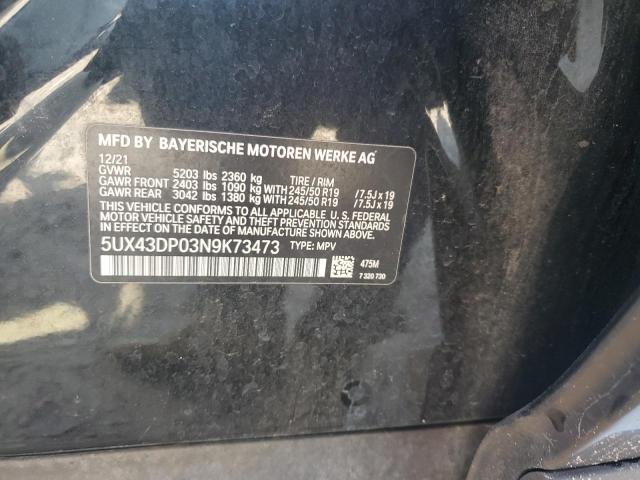 MFD BY BAYERISCHE MOTOREN WERKE AG
12/21
GVWR 5203 lbs 2360 kg TIRE / RIM
GAWR FRONT 2403 lbs 1090 kg WITH 245/50 R19 /7.5J x 19
GAWR REAR 3042 lbs 1380 kg WITH 245/50 R19 /7.5J x 19
THIS VEHICLE CONFORMS TO ALL APPLICABLE U. S. FEDERAL
MOTOR VEHICLE SAFETY AND THEFT PREVENTION STANDARDS
IN EFFECT ON THE DATE OF MANUFACTURE SHOWN ABOVE.
5UX43DP03N9K73473 TYPE: MPV
475M
7 320 730